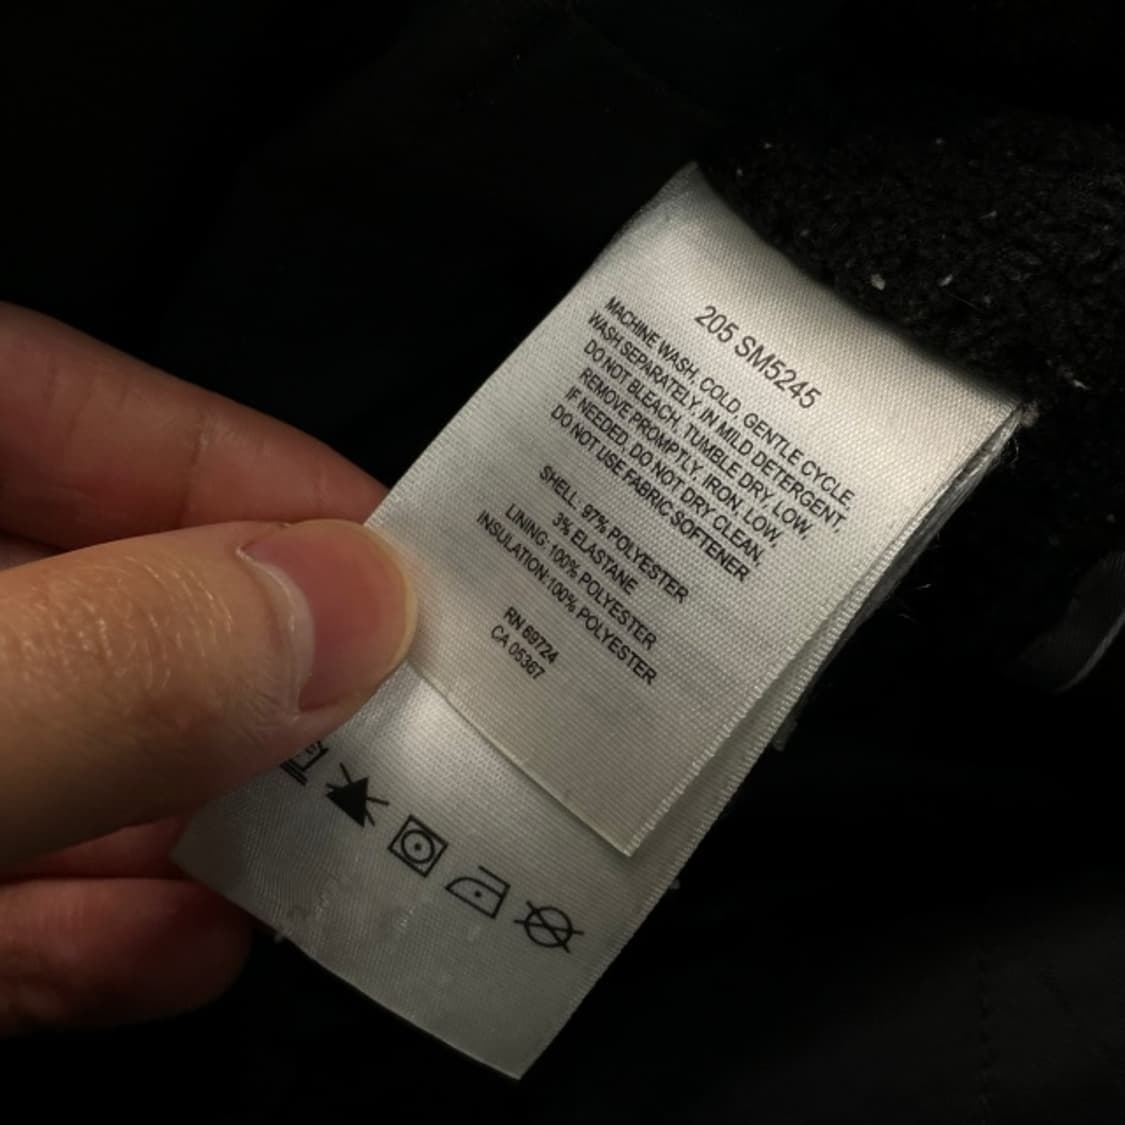 205 SM5245
MACHINE WASH, COLD, GENTLE CYCLE,
WASH SEPARATELY, IN MILD DETERGENT,
DO NOT BLEACH, TUMBLE DRY, LOW,
REMOVE PROMPTLY, IRON, LOW,
IF NEEDED, DO NOT DRY CLEAN,
DO NOT USE FABRIC SOFTENER
SHELL: 97% POLYESTER
3% ELASTANE
LINING: 100% POLYESTER
INSULATION:100% POLYESTER
RN 69724
CA 05367